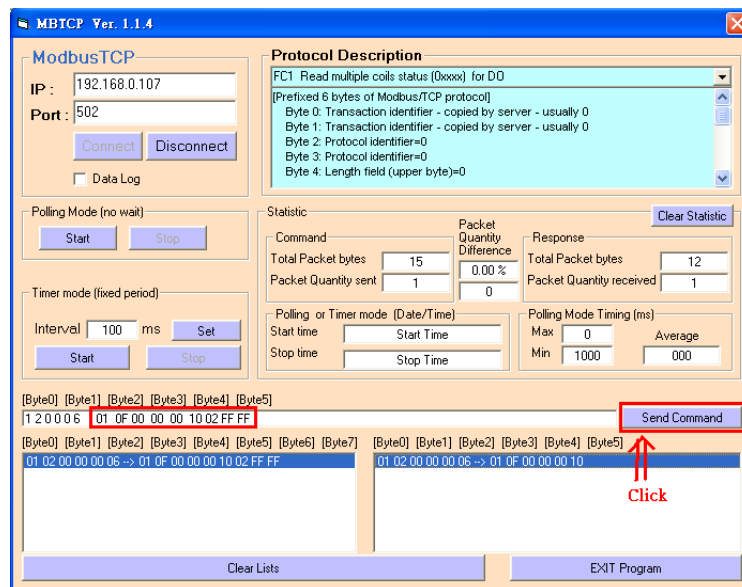 MBTCP Ver. 1.1.4
ModbusTCP
IP : 192.168.0.107
Port : 502
Connect Disconnect
Data Log
Protocol Description
FC1 Read multiple coils status (0xxxx) for DO
[Prefixed 6 bytes of Modbus/TCP protocol]
Byte 0: Transaction identifier - copied by server - usually 0
Byte 1: Transaction identifier - copied by server - usually 0
Byte 2: Protocol identifier=0
Byte 3: Protocol identifier=0
Byte 4: Length field (upper byte)=0
Polling Mode (no wait)
Start Stop
Timer mode (fixed period)
Interval 100 ms Set
Start Stop
Statistic
Clear Statistic
Command
Total Packet bytes 15
Packet Quantity sent 1
Packet
Quantity
Difference
0.00 %
0
Response
Total Packet bytes 12
Packet Quantity received 1
Polling or Timer mode (Date/Time)
Start time Start Time
Stop time Stop Time
Polling Mode Timing (ms)
Max 0 Average
Min 1000 000
[Byte0] [Byte1] [Byte2] [Byte3] [Byte4] [Byte5]
1 2 0 0 0 6 01 0F 00 00 00 10 02 FF FF
Send Command
[Byte0] [Byte1] [Byte2] [Byte3] [Byte4] [Byte5] [Byte6] [Byte7]
01 02 00 00 00 06 --> 01 0F 00 00 00 10 02 FF FF
[Byte0] [Byte1] [Byte2] [Byte3] [Byte4] [Byte5]
01 02 00 00 00 06 --> 01 0F 00 00 00 10
Click
Clear Lists
EXIT Program